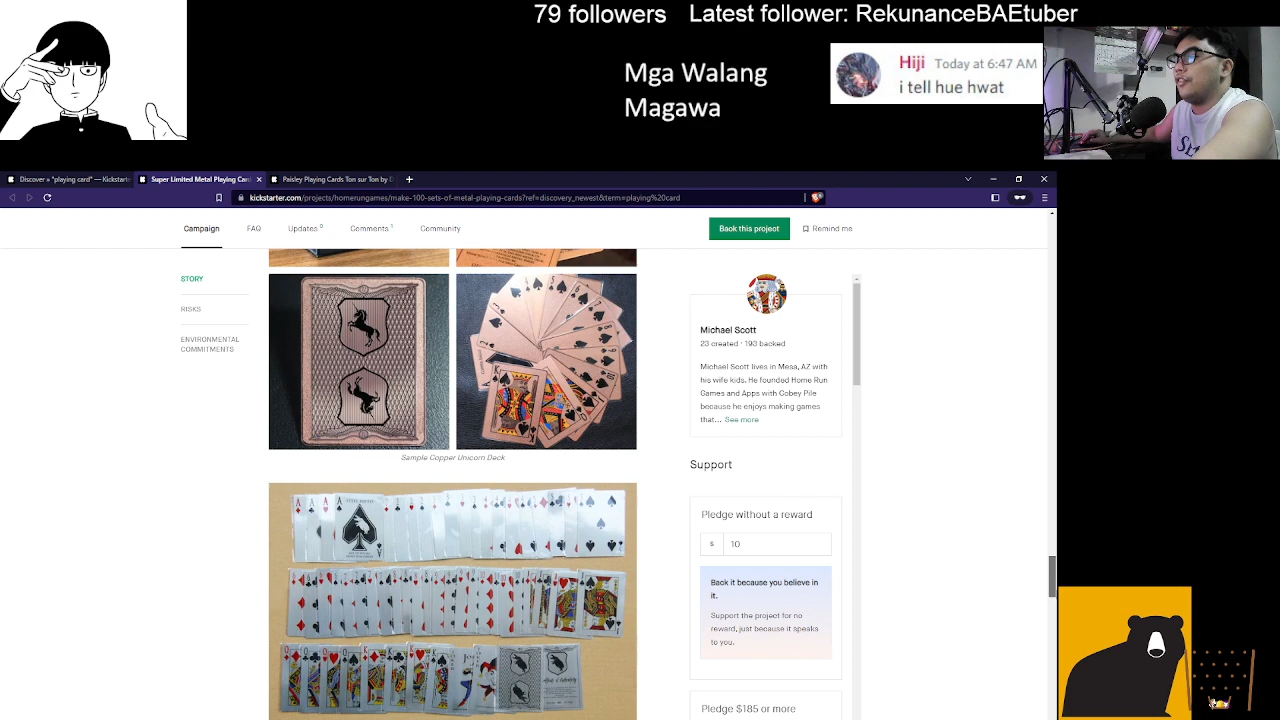 79 followers
Latest follower: RekunanceBAEtuber
Mga Walang
Magawa
Hiji Today at 6:47 AM
i tell hue hwat
Discover » "playing card" — Kickstarte
Super Limited Metal Playing Can
Paisley Playing Cards Ton sur Ton by D
kickstarter.com/projects/homerungames/make-100-sets-of-metal-playing-cards?ref=discovery_newest&term=playing%20card
Campaign
FAQ
Updates
Comments 1
Community
Back this project
Remind me
STORY
RISKS
ENVIRONMENTAL
COMMITMENTS
Sample Copper Unicorn Deck
Michael Scott
23 created · 193 backed
Michael Scott lives in Mesa, AZ with
his wife kids. He founded Home Run
Games and Apps with Cobey Pile
because he enjoys making games
that... See more
Support
Pledge without a reward
$ 10
Back it because you believe in
it.
Support the project for no
reward, just because it speaks
to you.
Pledge $185 or more